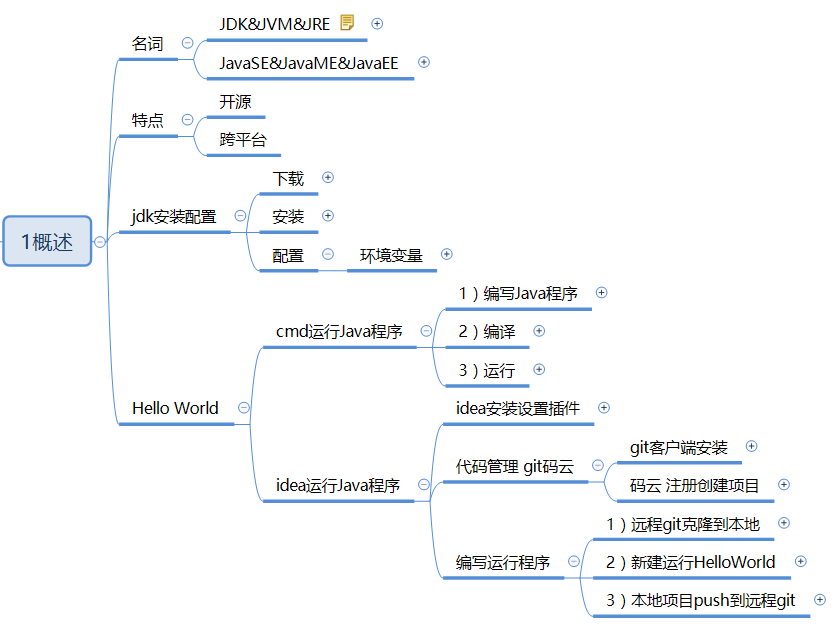 1概述
名词
JDK&JVM&JRE
JavaSE&JavaME&JavaEE
特点
开源
跨平台
jdk安装配置
下载
安装
配置
环境变量
Hello World
cmd运行Java程序
1）编写Java程序
2）编译
3）运行
idea运行Java程序
idea安装设置插件
代码管理 git码云
git客户端安装
码云 注册创建项目
编写运行程序
1）远程git克隆到本地
2）新建运行HelloWorld
3）本地项目push到远程git